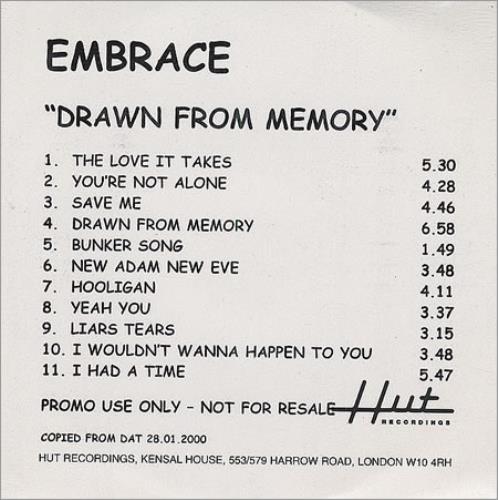 EMBRACE
"DRAWN FROM MEMORY"
1. THE LOVE IT TAKES 5.30
2. YOU'RE NOT ALONE 4.28
3. SAVE ME 4.46
4. DRAWN FROM MEMORY 6.58
5. BUNKER SONG 1.49
6. NEW ADAM NEW EVE 3.48
7. HOOLIGAN 4.11
8. YEAH YOU 3.37
9. LIARS TEARS 3.15
10. I WOULDN'T WANNA HAPPEN TO YOU 3.48
11. I HAD A TIME 5.47
PROMO USE ONLY - NOT FOR RESALE Hut
RECORDINGS
COPIED FROM DAT 28.01.2000
HUT RECORDINGS, KENSAL HOUSE, 553/579 HARROW ROAD, LONDON W10 4RH